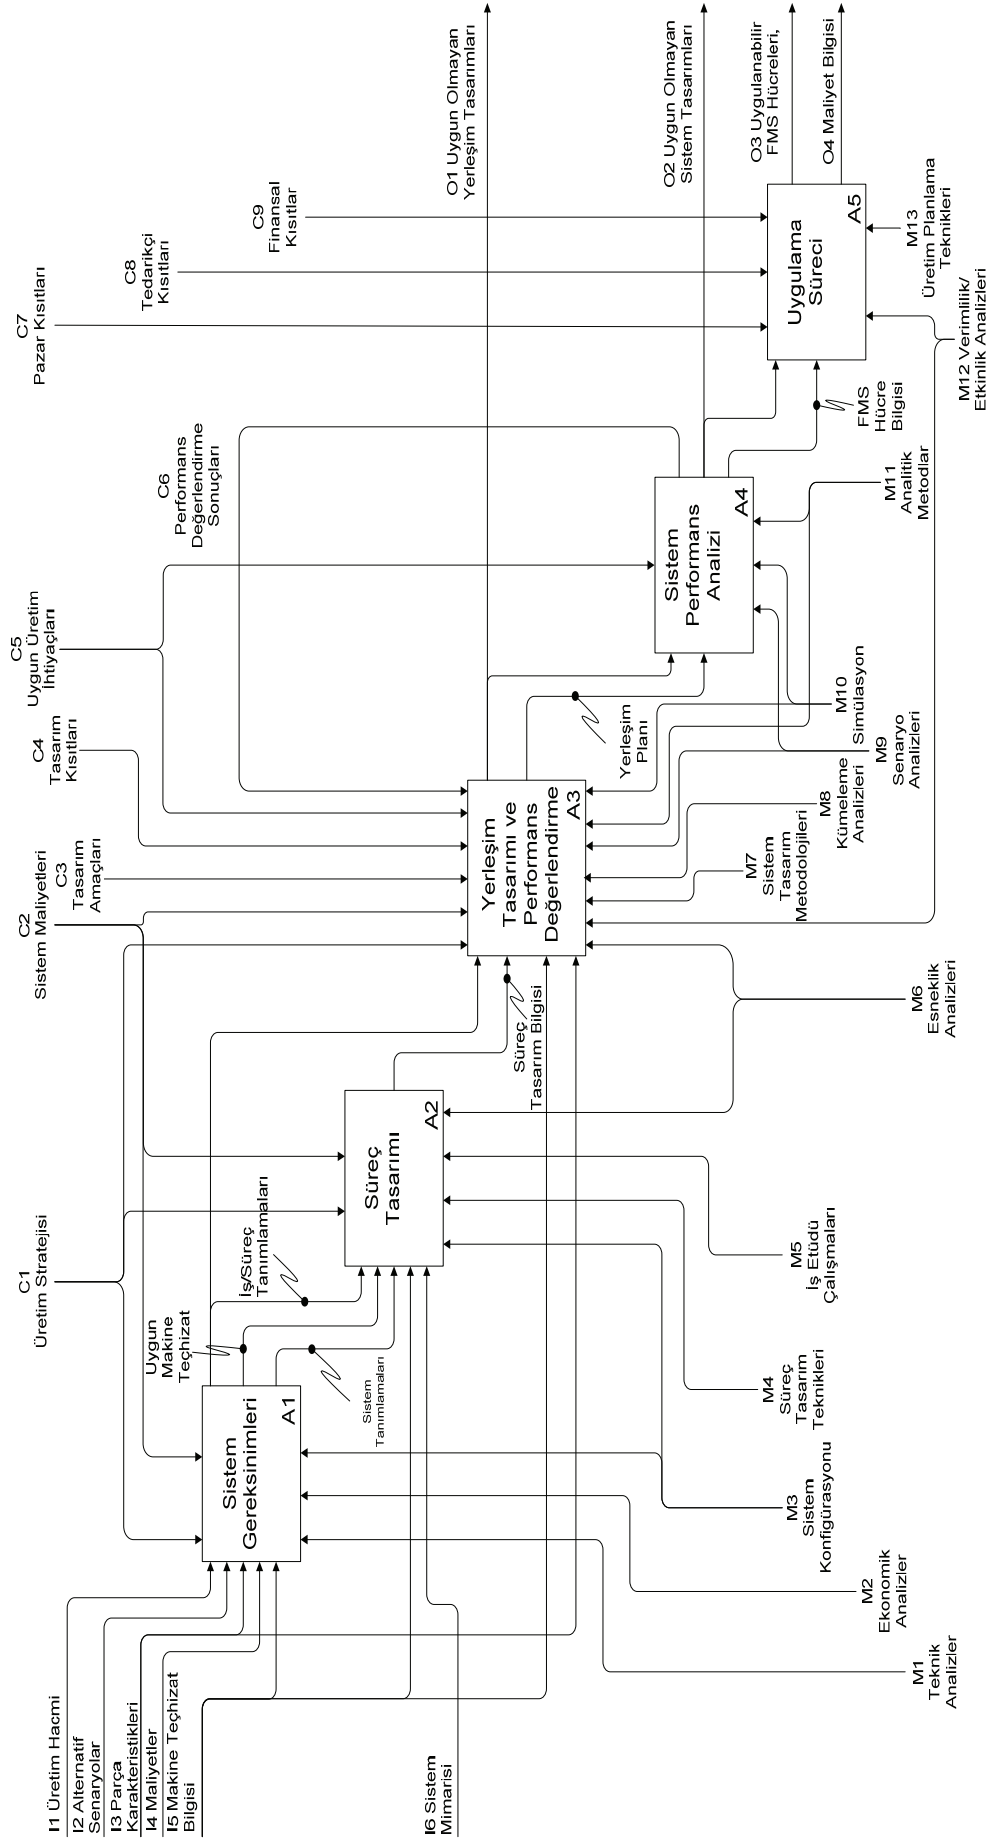 C1
Üretim Stratejisi
C2
Sistem Maliyetleri
C3
Tasarım
Amaçları
C4
Tasarım
Kısıtları
C5
Uygun Üretim
İhtiyaçları
C6
Performans
Değerlendirme
Sonuçları
C7
Pazar Kısıtları
C8
Tedarikçi
Kısıtları
C9
Finansal
Kısıtlar
I1 Üretim Hacmi
I2 Alternatif
Senaryolar
I3 Parça
Karakteristikleri
I4 Maliyetler
I5 Makine Teçhizat
Bilgisi
I6 Sistem
Mimarisi
Sistem
Gereksinimleri
A1
Uygun
Makine
Teçhizat
İş/Süreç
Tanımlamaları
Sistem
Tanımlamaları
Süreç
Tasarımı
A2
Süreç
Tasarım Bilgisi
Yerleşim
Tasarımı ve
Performans
Değerlendirme
A3
Yerleşim
Planı
Sistem
Performans
Analizi
A4
FMS
Hücre
Bilgisi
Uygulama
Süreci
A5
O1 Uygun Olmayan
Yerleşim Tasarımları
O2 Uygun Olmayan
Sistem Tasarımları
O3 Uygulanabilir
FMS Hücreleri,
O4 Maliyet Bilgisi
M1
Teknik
Analizler
M2
Ekonomik
Analizler
M3
Sistem
Konfigürasyonu
M4
Süreç
Tasarım
Teknikleri
M5
İş Etüdü
Çalışmaları
M6
Esneklik
Analizleri
M7
Sistem
Tasarım
Metodolojileri
M8
Kümeleme
Analizleri
M9
Senaryo
Analizleri
M10
Simülasyon
M11
Analitik
Metodlar
M12 Verimlilik/
Etkinlik Analizleri
M13
Üretim Planlama
Teknikleri